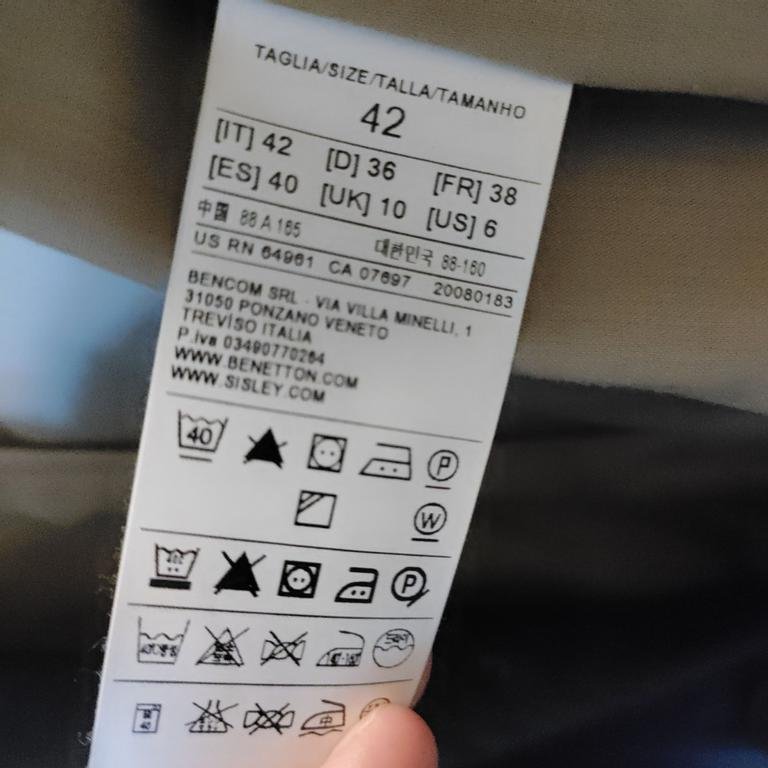 TAGLIA/SIZE/TALLA/TAMANHO
42
[IT] 42 [D] 36 [FR] 38
[ES] 40 [UK] 10 [US] 6
中国 88 A 165 대한민국 88-160
US RN 64961 CA 07697 20080183
BENCOM SRL - VIA VILLA MINELLI, 1
31050 PONZANO VENETO
TREVISO ITALIA
P.iva 03490770264
WWW.BENETTON.COM
WWW.SISLEY.COM
40 P
W
P
40
中